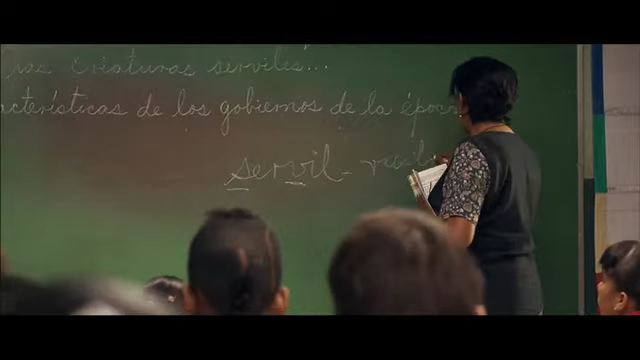 criaturas serviles...
características de los gobiernos de la época
servil -